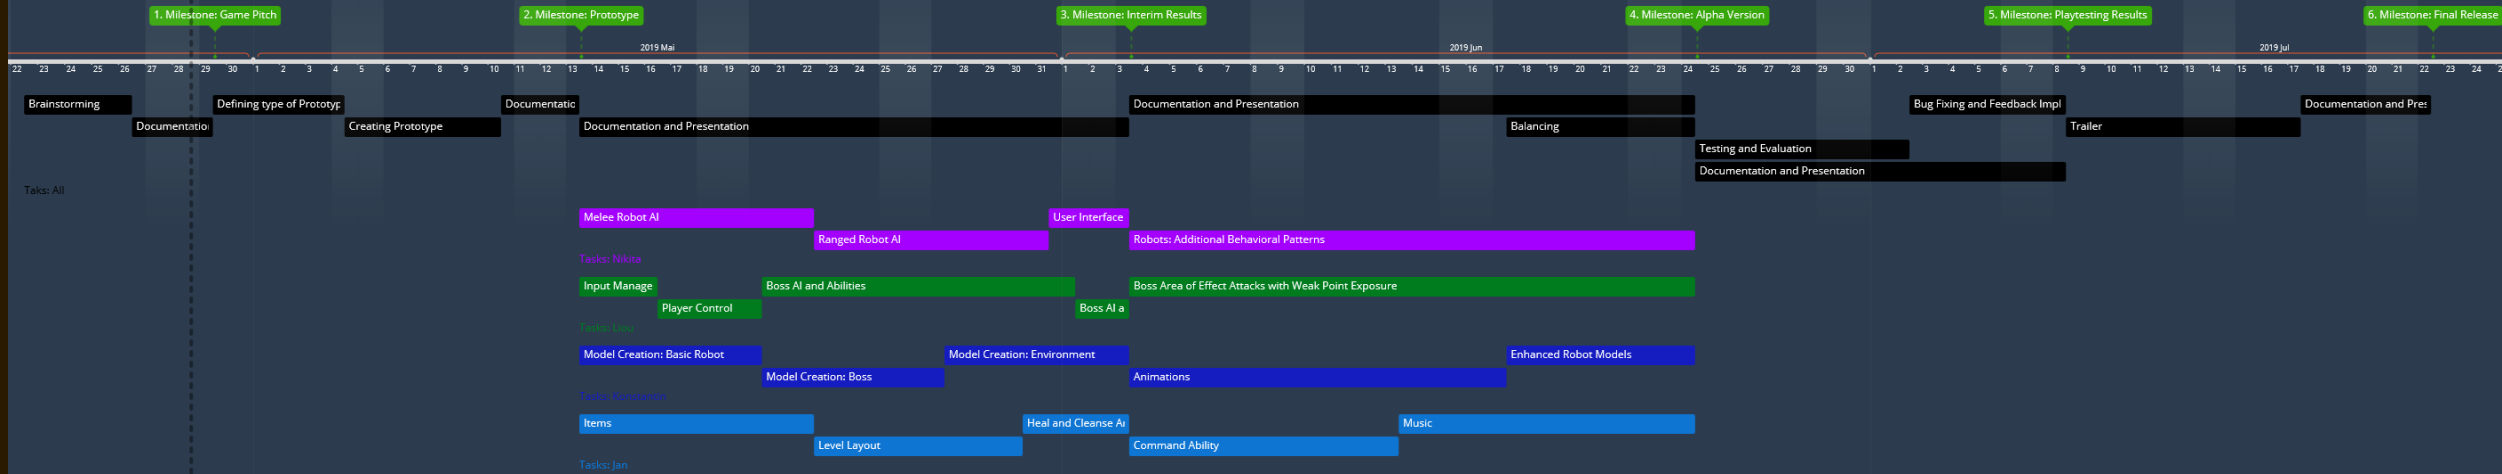 1. Milestone: Game Pitch 2. Milestone: Prototype 3. Milestone: Interim Results 4. Milestone: Alpha Version 5. Milestone: Playtesting Results 6. Milestone: Final Release
2019 Mai 2019 Jun 2019 Jul
22 23 24 25 26 27 28 29 30 1 2 3 4 5 6 7 8 9 10 11 12 13 14 15 16 17 18 19 20 21 22 23 24 25 26 27 28 29 30 31 1 2 3 4 5 6 7 8 9 10 11 12 13 14 15 16 17 18 19 20 21 22 23 24 25 26 27 28 29 30 1 2 3 4 5 6 7 8 9 10 11 12 13 14 15 16 17 18 19 20 21 22 23 24
Brainstorming Defining type of Prototyp Documentatio Documentation and Presentation Bug Fixing and Feedback Impl Documentation and Pres
Documentatio Creating Prototype Documentation and Presentation Balancing Trailer
Testing and Evaluation
Documentation and Presentation
Taks: All
Melee Robot AI User Interface
Ranged Robot AI Robots: Additional Behavioral Patterns
Tasks: Nikita
Input Manage Boss AI and Abilities Boss Area of Effect Attacks with Weak Point Exposure
Player Control Boss AI a
Tasks: Liou
Model Creation: Basic Robot Model Creation: Environment Enhanced Robot Models
Model Creation: Boss Animations
Tasks: Konstantin
Items Heal and Cleanse Ar Music
Level Layout Command Ability
Tasks: Jan